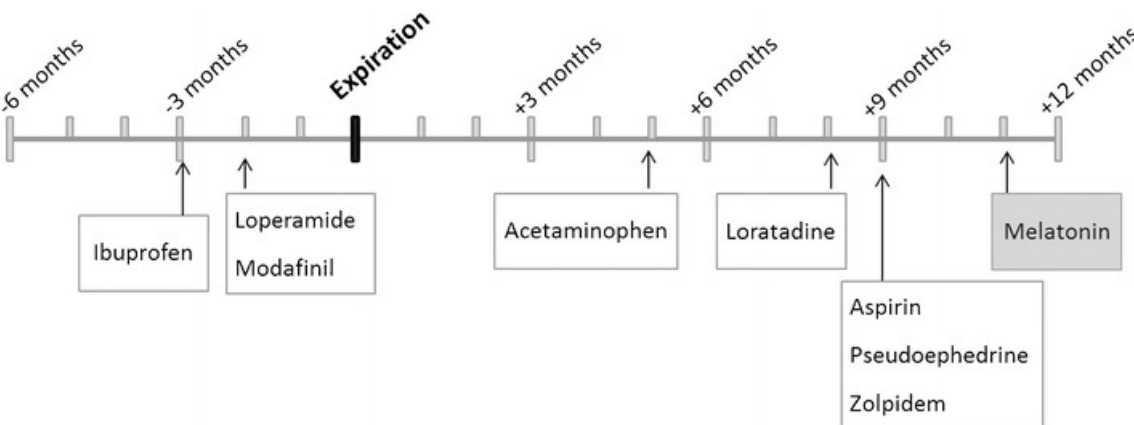 -6 months
-3 months
Expiration
+3 months
+6 months
+9 months
+12 months
Ibuprofen
Loperamide
Modafinil
Acetaminophen
Loratadine
Aspirin
Pseudoephedrine
Zolpidem
Melatonin